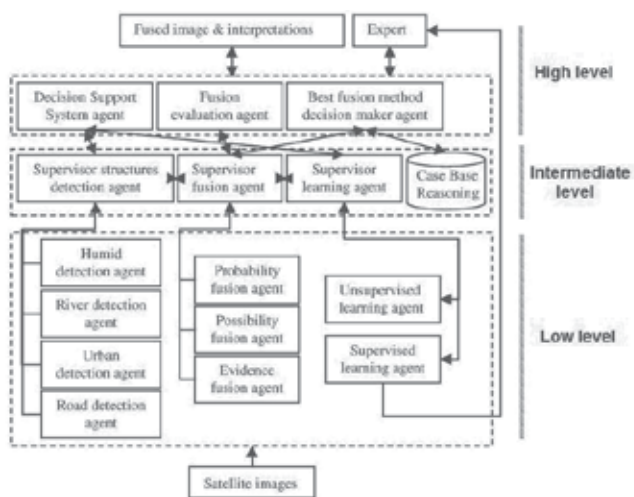 Fused image & interpretations
Expert
High level
Decision Support
System agent
Fusion
evaluation agent
Best fusion method
decision maker agent
Supervisor structures
detection agent
Supervisor
fusion agent
Supervisor
learning agent
Case Base
Reasoning
Intermediate
level
Humid
detection agent
River detection
agent
Urban
detection agent
Road detection
agent
Probability
fusion agent
Possibility
fusion agent
Evidence
fusion agent
Unsupervised
learning agent
Supervised
learning agent
Low level
Satellite images